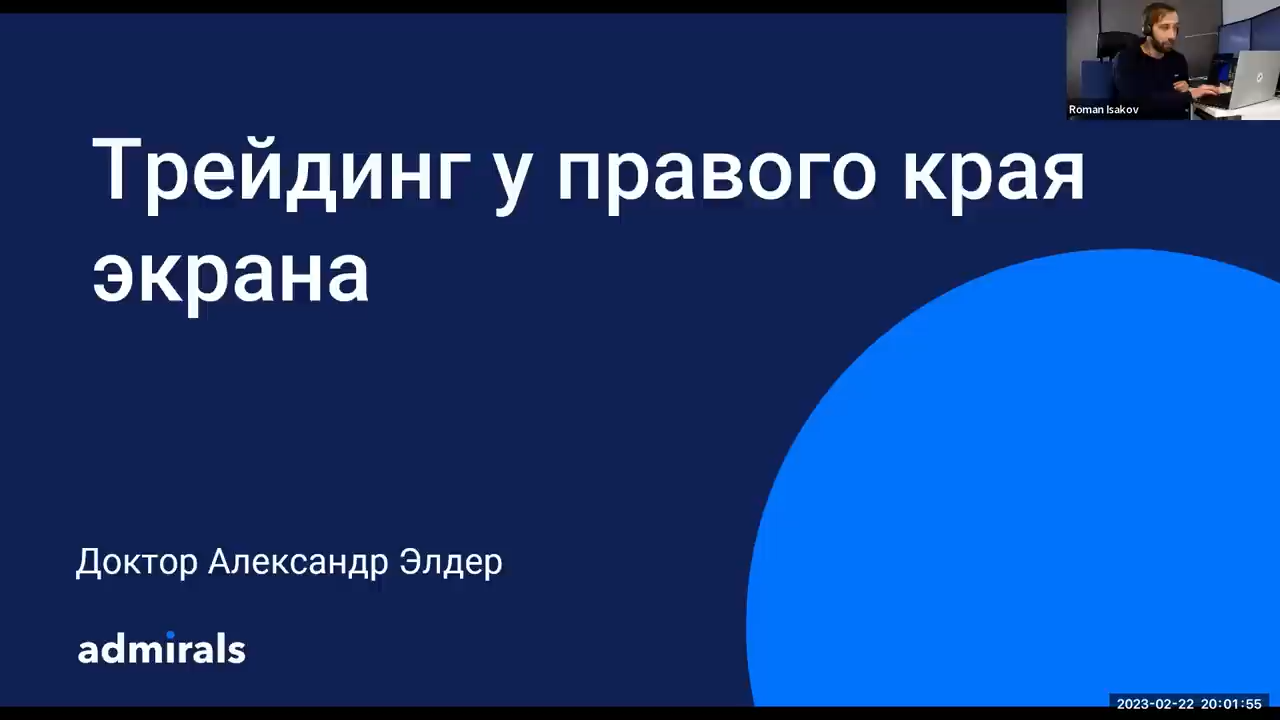 Roman Isakov
Трейдинг у правого края
экрана
Доктор Александр Элдер
admirals
2023-02-22 20:01:55